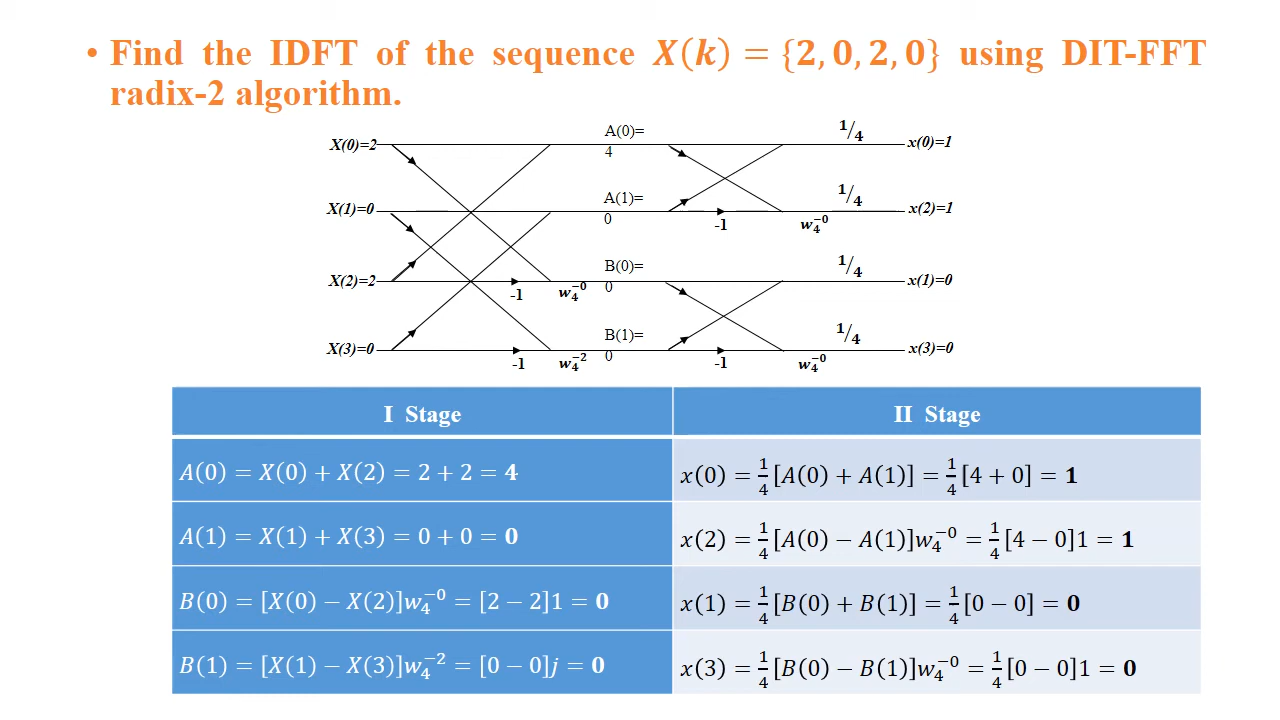 • Find the IDFT of the sequence X(k) = {2, 0, 2, 0} using DIT-FFT
radix-2 algorithm.
X(0)=2 A(0)= 4 1/4 x(0)=1
X(1)=0 A(1)= 0 -1 w₄⁻⁰ 1/4 x(2)=1
X(2)=2 -1 w₄⁻⁰ B(0)= 0 1/4 x(1)=0
X(3)=0 -1 w₄⁻² B(1)= 0 -1 w₄⁻⁰ 1/4 x(3)=0
I Stage II Stage
A(0) = X(0) + X(2) = 2 + 2 = 4 x(0) = 1/4 [A(0) + A(1)] = 1/4 [4 + 0] = 1
A(1) = X(1) + X(3) = 0 + 0 = 0 x(2) = 1/4 [A(0) − A(1)]w₄⁻⁰ = 1/4 [4 − 0]1 = 1
B(0) = [X(0) − X(2)]w₄⁻⁰ = [2 − 2]1 = 0 x(1) = 1/4 [B(0) + B(1)] = 1/4 [0 − 0] = 0
B(1) = [X(1) − X(3)]w₄⁻² = [0 − 0]j = 0 x(3) = 1/4 [B(0) − B(1)]w₄⁻⁰ = 1/4 [0 − 0]1 = 0